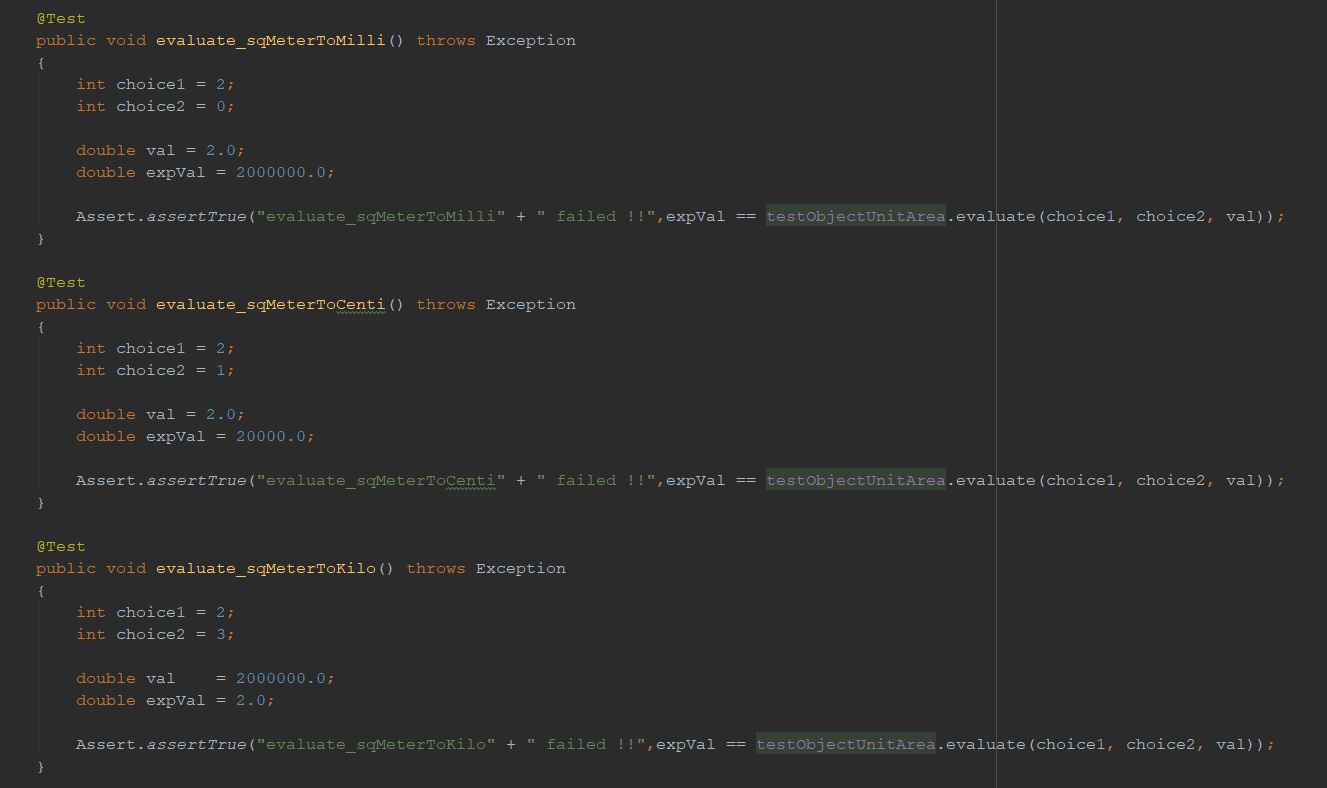 @Test
public void evaluate_sqMeterToMilli() throws Exception
{
    int choice1 = 2;
    int choice2 = 0;

    double val = 2.0;
    double expVal = 2000000.0;

    Assert.assertTrue("evaluate_sqMeterToMilli" + " failed !!",expVal == testObjectUnitArea.evaluate(choice1, choice2, val));
}

@Test
public void evaluate_sqMeterToCenti() throws Exception
{
    int choice1 = 2;
    int choice2 = 1;

    double val = 2.0;
    double expVal = 20000.0;

    Assert.assertTrue("evaluate_sqMeterToCenti" + " failed !!",expVal == testObjectUnitArea.evaluate(choice1, choice2, val));
}

@Test
public void evaluate_sqMeterToKilo() throws Exception
{
    int choice1 = 2;
    int choice2 = 3;

    double val    = 2000000.0;
    double expVal = 2.0;

    Assert.assertTrue("evaluate_sqMeterToKilo" + " failed !!",expVal == testObjectUnitArea.evaluate(choice1, choice2, val));
}